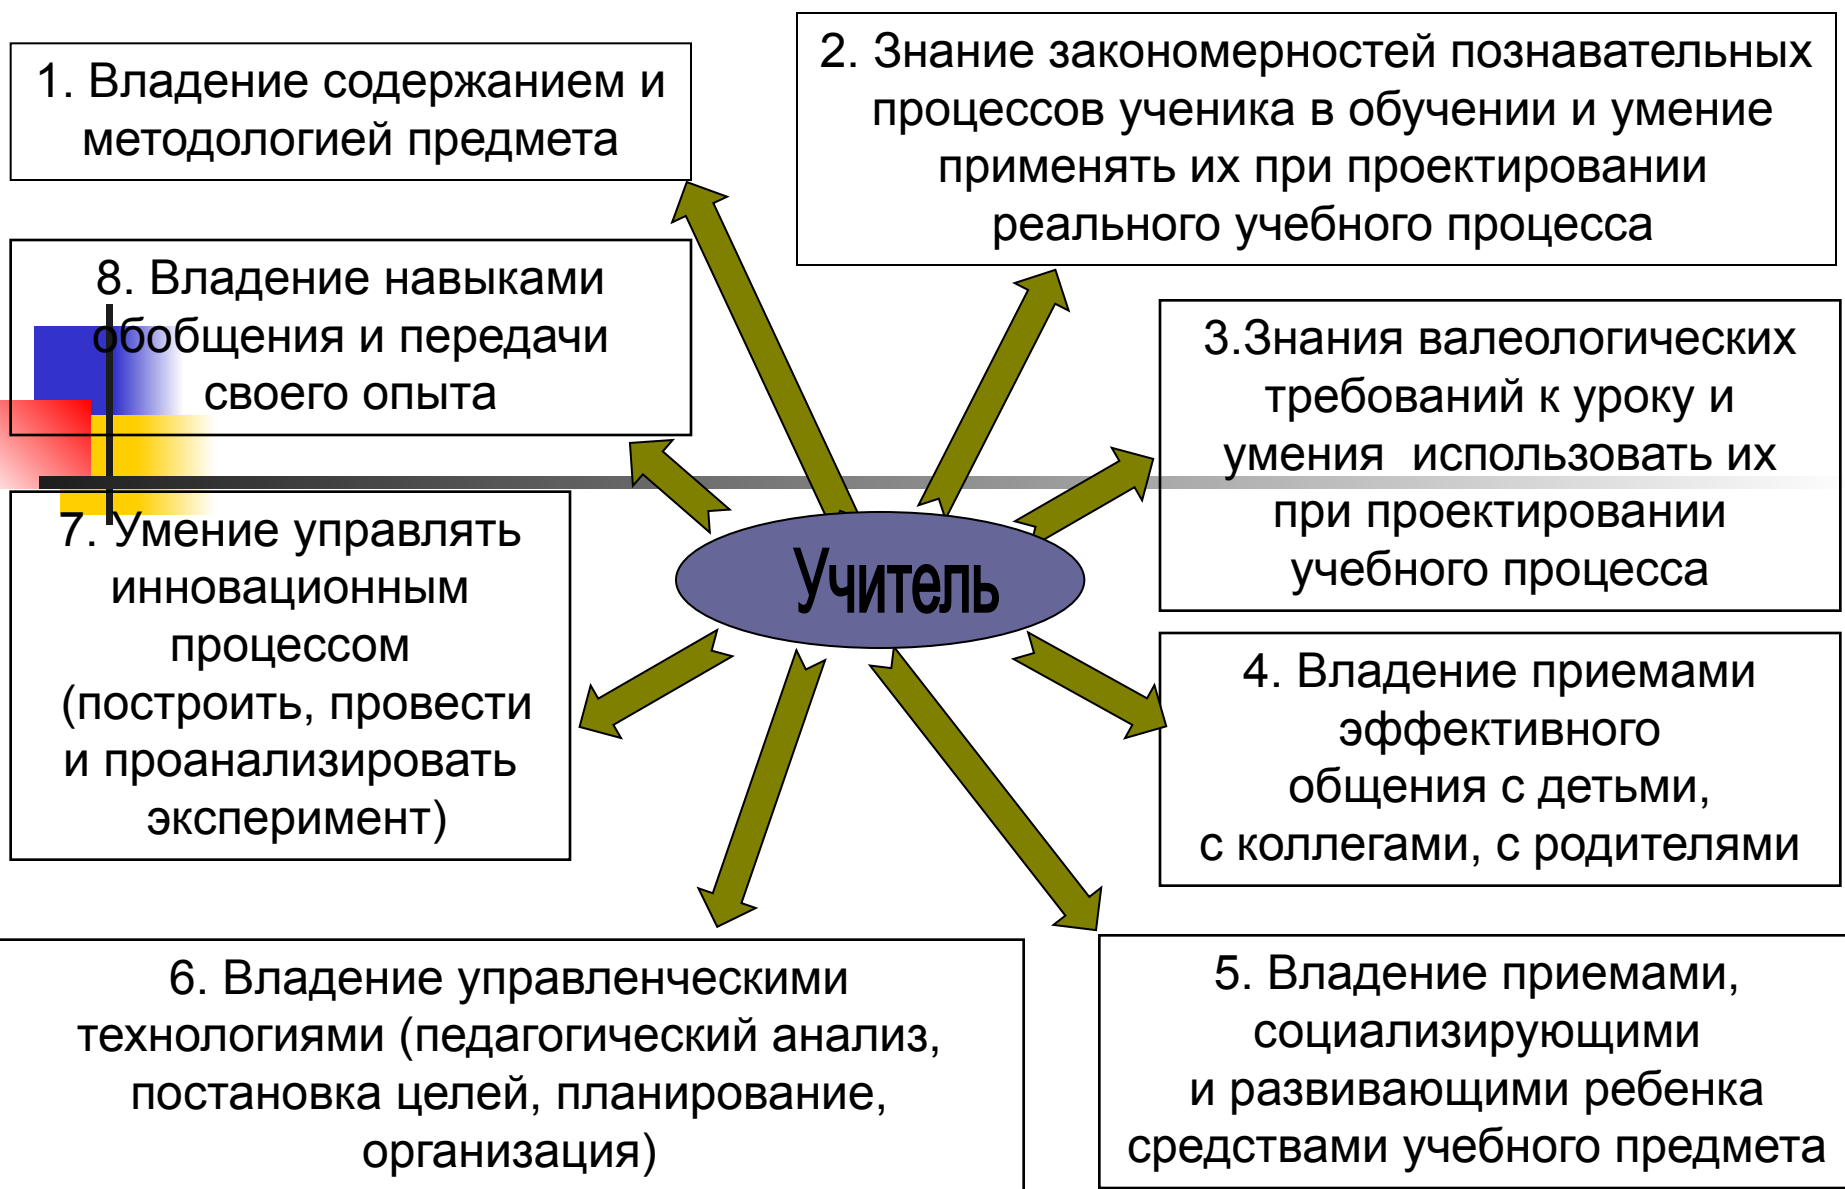 1. Владение содержанием и
методологией предмета
2. Знание закономерностей познавательных
процессов ученика в обучении и умение
применять их при проектировании
реального учебного процесса
8. Владение навыками
обобщения и передачи
своего опыта
3.Знания валеологических
требований к уроку и
умения использовать их
при проектировании
учебного процесса
Учитель
7. Умение управлять
инновационным
процессом
(построить, провести
и проанализировать
эксперимент)
4. Владение приемами
эффективного
общения с детьми,
с коллегами, с родителями
6. Владение управленческими
технологиями (педагогический анализ,
постановка целей, планирование,
организация)
5. Владение приемами,
социализирующими
и развивающими ребенка
средствами учебного предмета